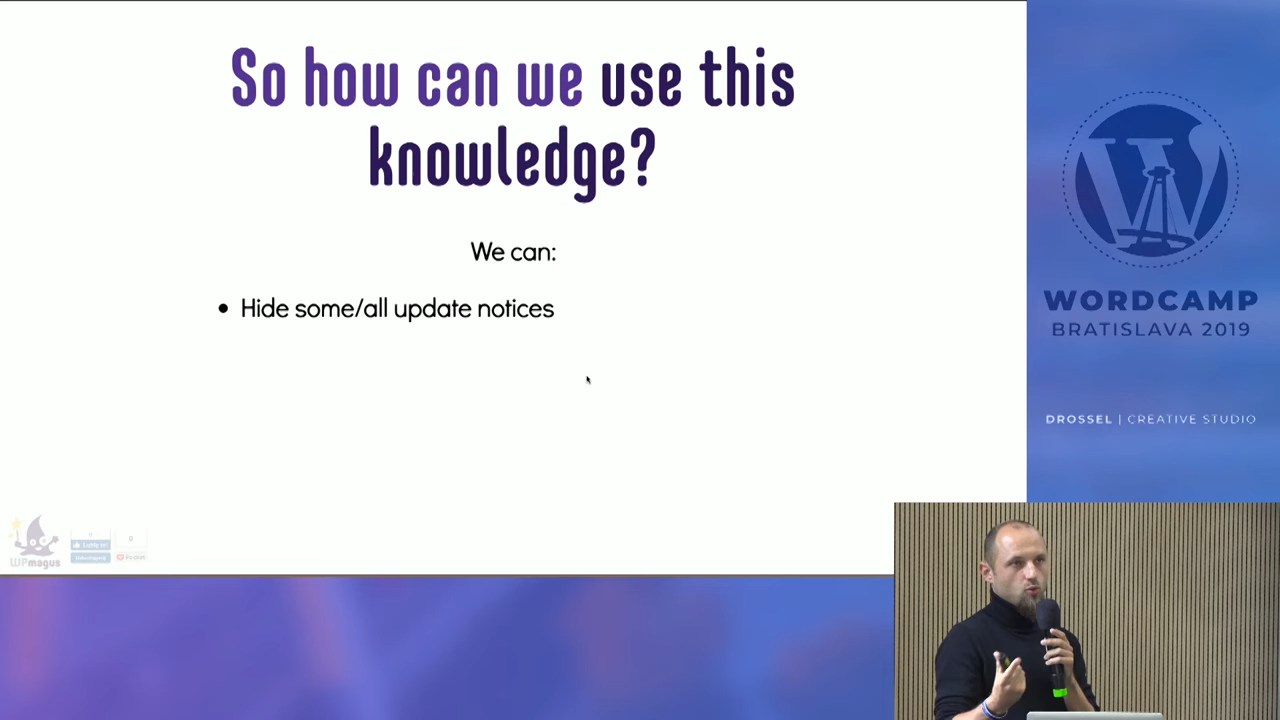 So how can we use this
knowledge?
We can:
• Hide some/all update notices
WORDCAMP
BRATISLAVA 2019
DROSSEL | CREATIVE STUDIO
WPmagus